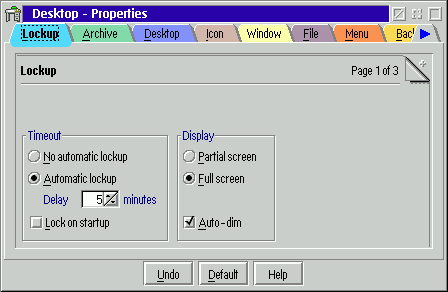 Desktop - Properties
Lockup Archive Desktop Icon Window File Menu Bac
Lockup Page 1 of 3
Timeout Display
No automatic lockup Partial screen
Automatic lockup Full screen
Delay 5 minutes
Lock on startup Auto-dim
Undo Default Help